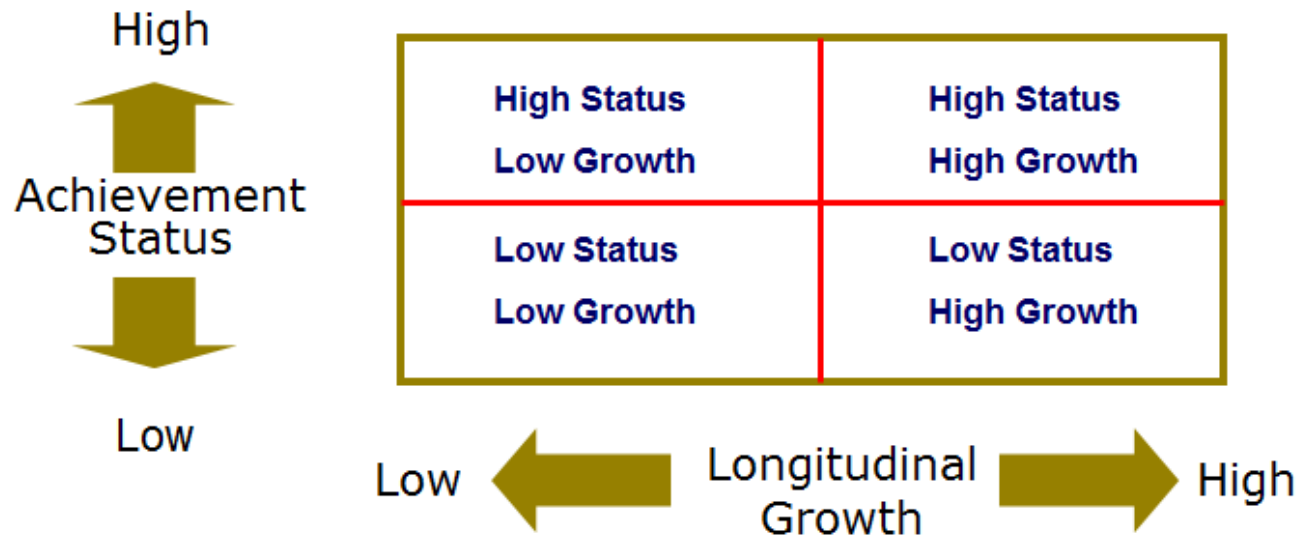 High
Achievement
Status
Low
High Status
Low Growth
High Status
High Growth
Low Status
Low Growth
Low Status
High Growth
Low
Longitudinal
Growth
High